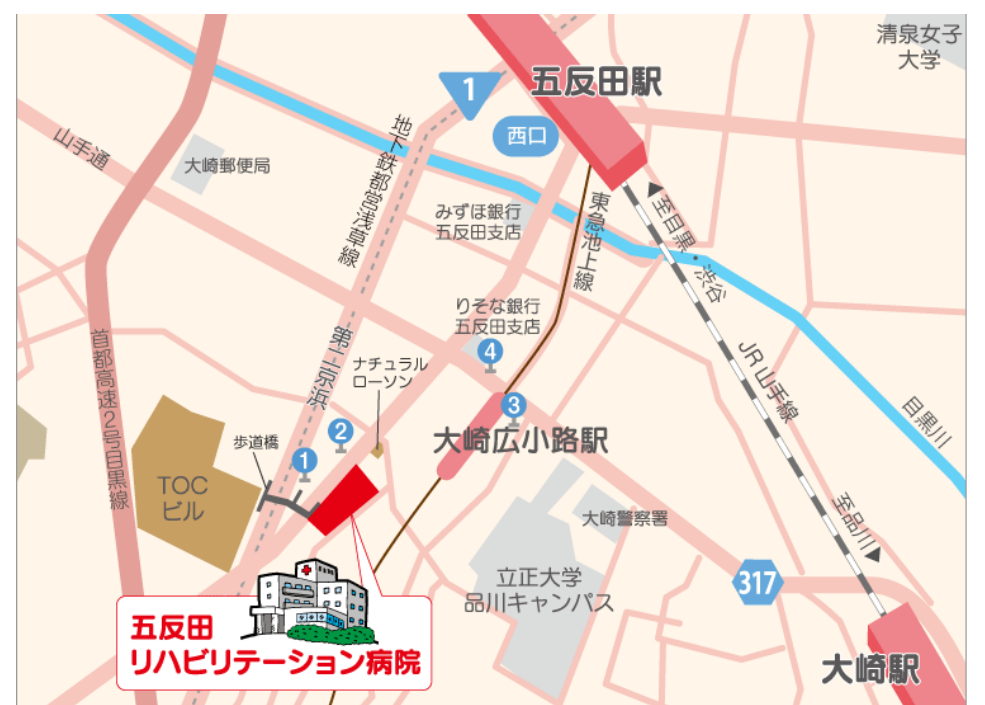 清泉女子
大学
五反田駅
1
西口
山手通
大崎郵便局
地下鉄都営浅草線
みずほ銀行
五反田支店
東急池上線
至目黒・渋谷
りそな銀行
五反田支店
4
首都高速2号目黒線
第二京浜
ナチュラル
ローソン
JR山手線
目黒川
3
2
大崎広小路駅
歩道橋
1
TOC
ビル
大崎警察署
至品川
立正大学
品川キャンパス
317
五反田
リハビリテーション病院
大崎駅